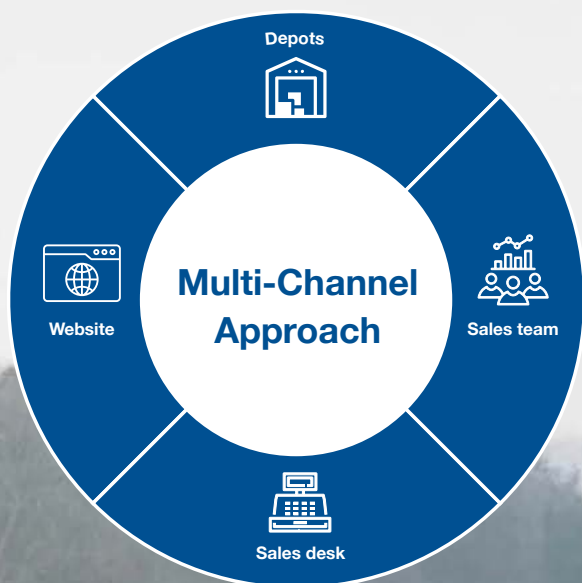 Depots
Website
Multi-Channel
Approach
Sales team
Sales desk